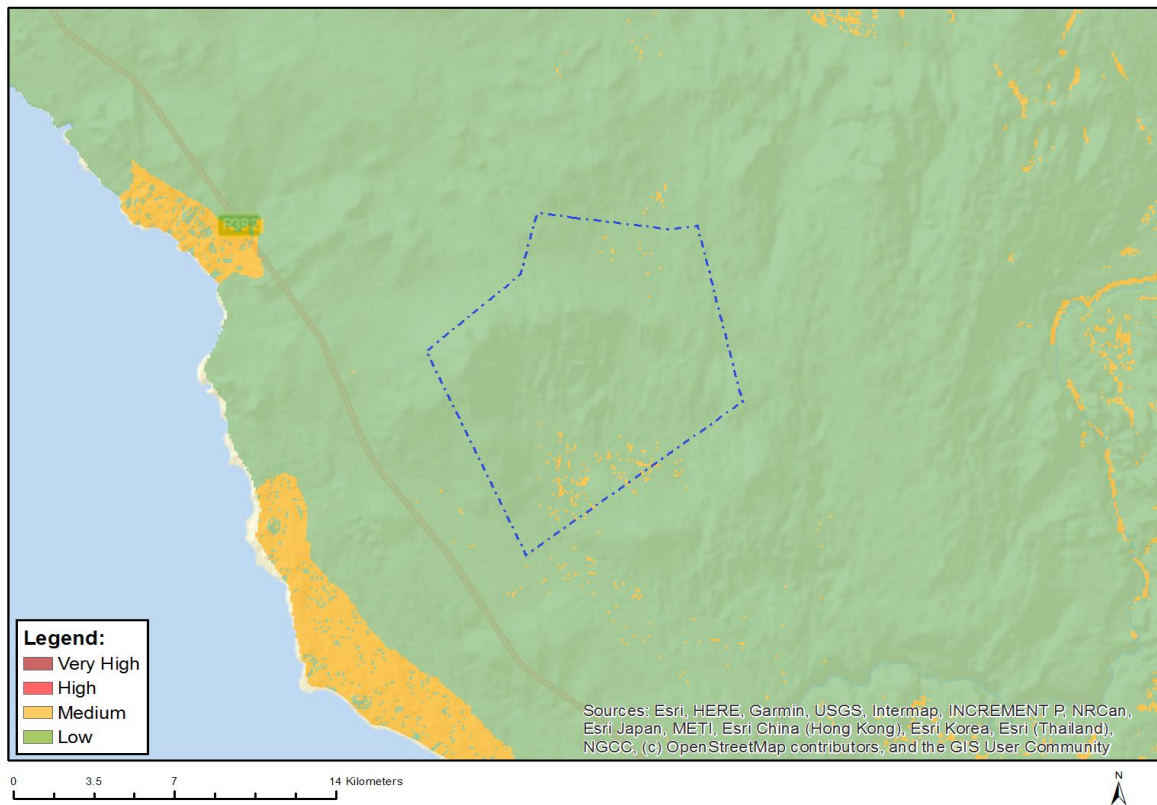 R382
Legend:
Very High
High
Medium
Low
Sources: Esri, HERE, Garmin, USGS, Intermap, INCREMENT P, NRCan,
Esri Japan, METI, Esri China (Hong Kong), Esri Korea, Esri (Thailand),
NGCC, (c) OpenStreetMap contributors, and the GIS User Community
0 3.5 7 14 Kilometers
N